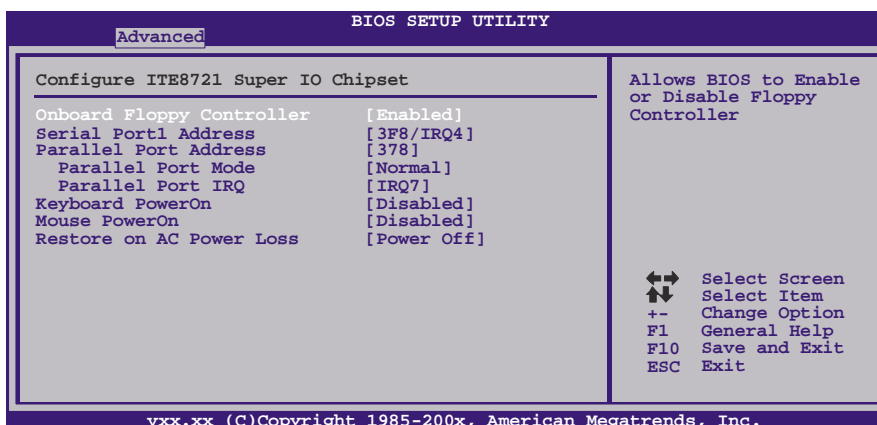 BIOS SETUP UTILITY
Advanced
Configure ITE8721 Super IO Chipset
Onboard Floppy Controller [Enabled]
Serial Port1 Address [3F8/IRQ4]
Parallel Port Address [378]
Parallel Port Mode [Normal]
Parallel Port IRQ [IRQ7]
Keyboard PowerOn [Disabled]
Mouse PowerOn [Disabled]
Restore on AC Power Loss [Power Off]
Allows BIOS to Enable
or Disable Floppy
Controller
Select Screen
Select Item
+- Change Option
F1 General Help
F10 Save and Exit
ESC Exit
vxx.xx (C)Copyright 1985-200x, American Megatrends, Inc.